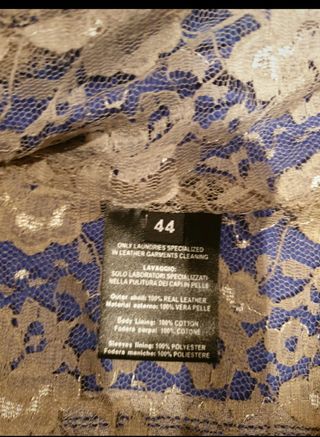 44
ONLY LAUNDRIES SPECIALIZED
IN LEATHER GARMENTS CLEANING
LAVAGGIO:
SOLO LABORATORI SPECIALIZZATI
NELLA PULITURA DEI CAPI IN PELLE
Outer shell: 100% REAL LEATHER
Material esterno: 100% VERA PELLE
Body Lining: 100% COTTON
Fodera corpo: 100% COTONE
Sleeves lining: 100% POLYESTER
Fodera maniche: 100% POLIESTERE